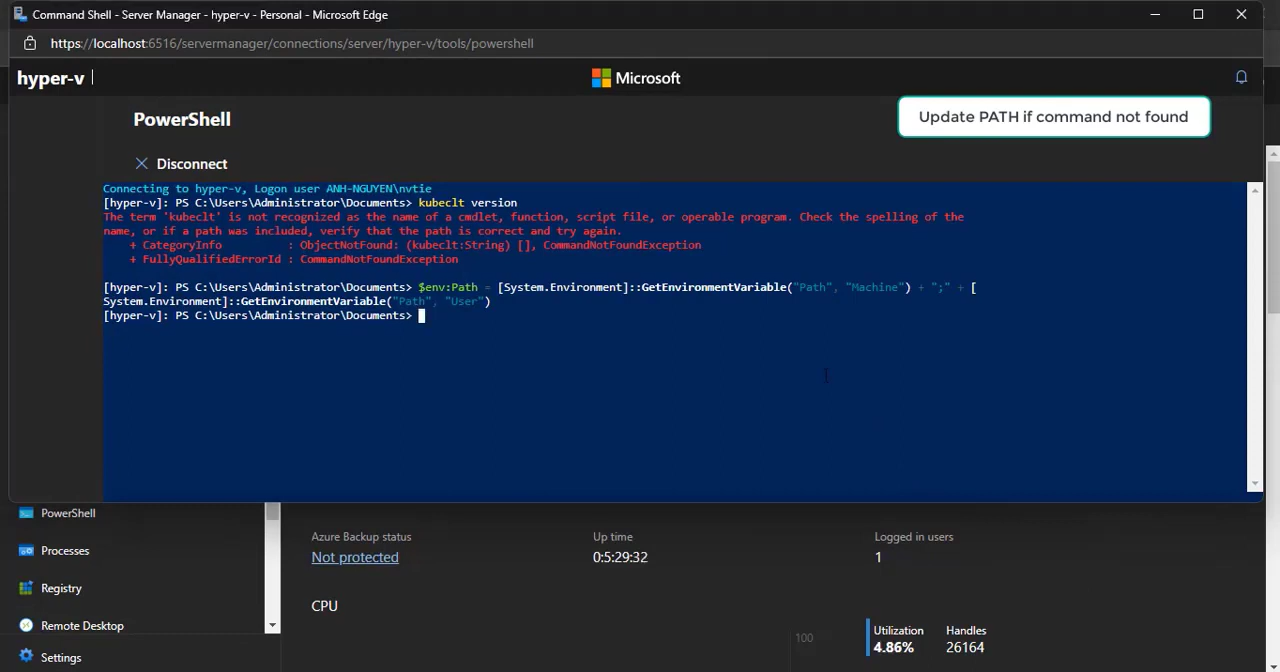 Command Shell - Server Manager - hyper-v - Personal - Microsoft Edge
https://localhost:6516/servermanager/connections/server/hyper-v/tools/powershell
hyper-v
Microsoft
PowerShell
Update PATH if command not found
Disconnect
Connecting to hyper-v, Logon user ANH-NGUYEN\nvtie
[hyper-v]: PS C:\Users\Administrator\Documents> kubeclt version
The term 'kubeclt' is not recognized as the name of a cmdlet, function, script file, or operable program. Check the spelling of the
name, or if a path was included, verify that the path is correct and try again.
+ CategoryInfo : ObjectNotFound: (kubeclt:String) [], CommandNotFoundException
+ FullyQualifiedErrorId : CommandNotFoundException
[hyper-v]: PS C:\Users\Administrator\Documents> $env:Path = [System.Environment]::GetEnvironmentVariable("Path", "Machine") + ";" + [
System.Environment]::GetEnvironmentVariable("Path", "User")
[hyper-v]: PS C:\Users\Administrator\Documents>
PowerShell
Processes
Registry
Remote Desktop
Settings
Azure Backup status
Not protected
Up time
0:5:29:32
Logged in users
1
CPU
100
Utilization
4.86%
Handles
26164